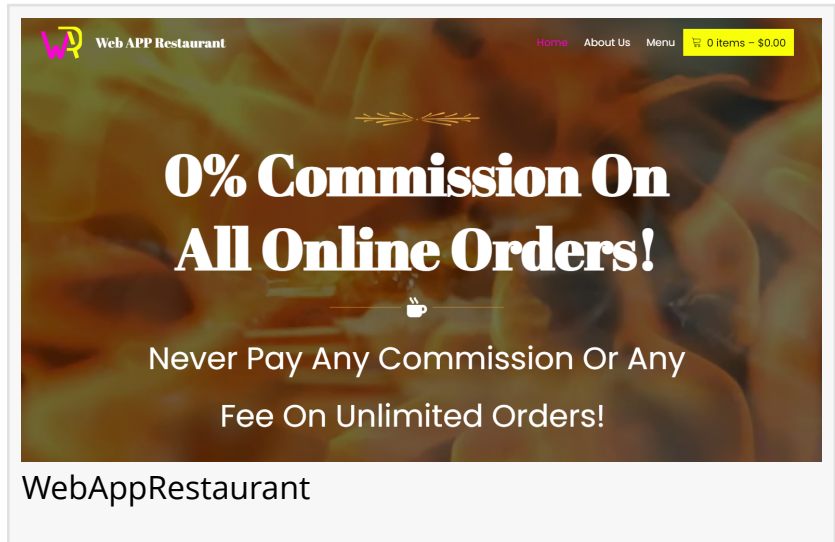 WR Web APP Restaurant
Home About Us Menu 0 items – $0.00
0% Commission On
All Online Orders!
Never Pay Any Commission Or Any
Fee On Unlimited Orders!
WebAppRestaurant